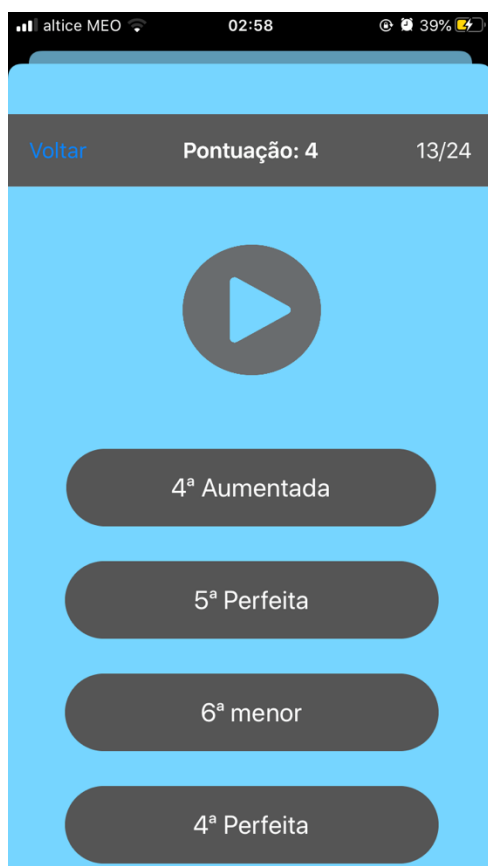 altice MEO 02:58 39%
Voltar Pontuação: 4 13/24
4ª Aumentada
5ª Perfeita
6ª menor
4ª Perfeita